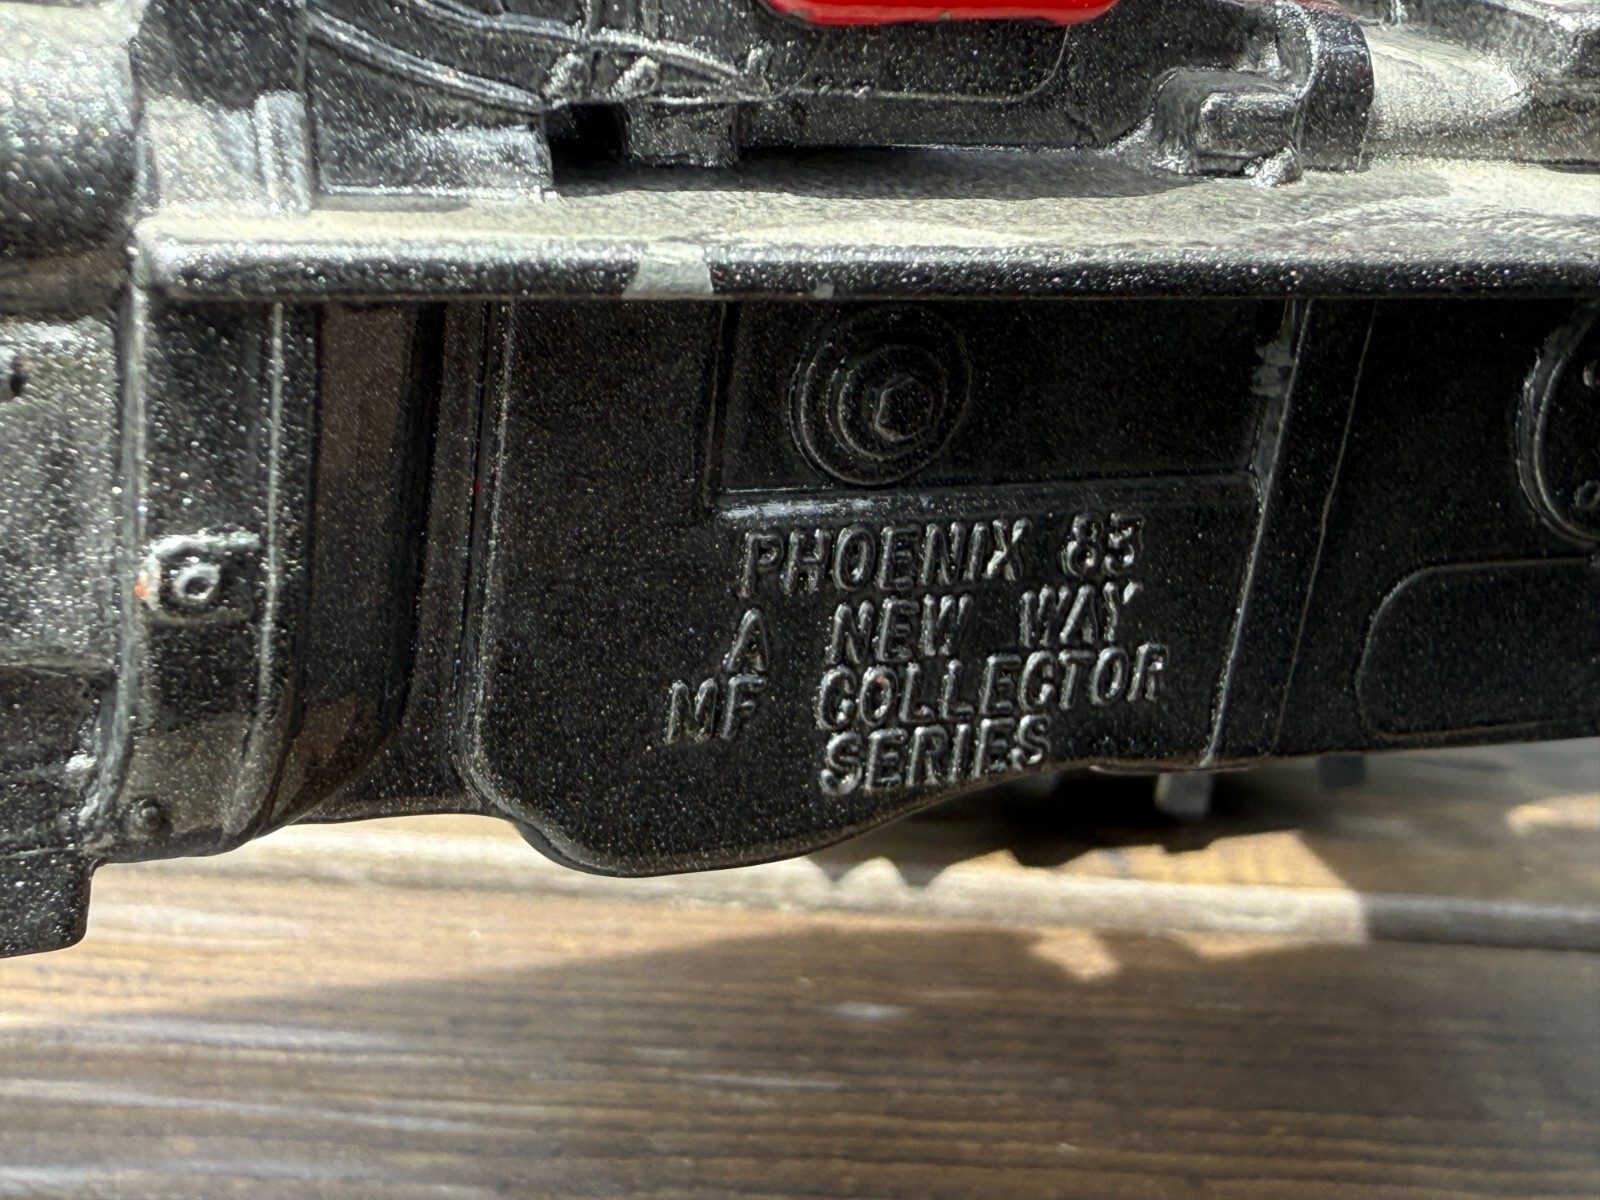 PHOENIX 83
A NEW WAY
MF COLLECTOR
SERIES